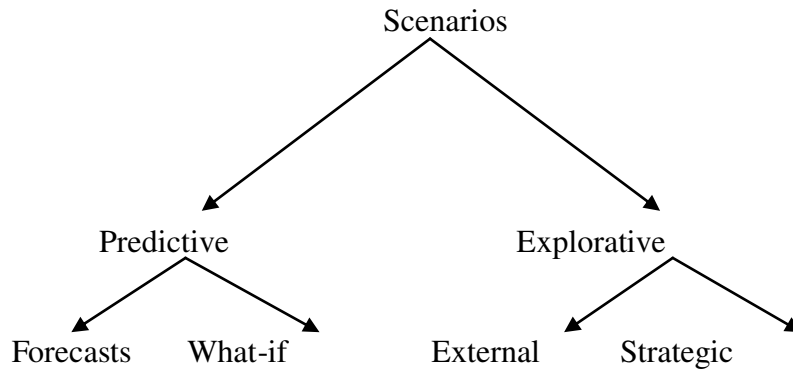 Scenarios
Predictive Explorative
Forecasts What-if External Strategic